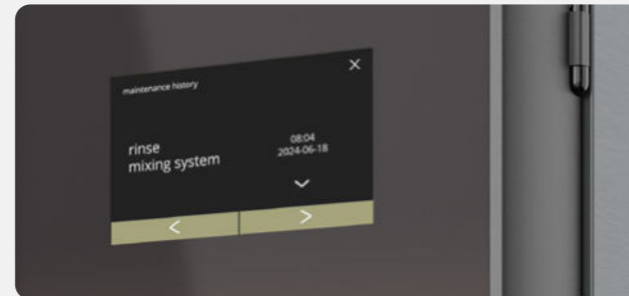 maintenance history
rinse
mixing system
08:04
2024-06-18